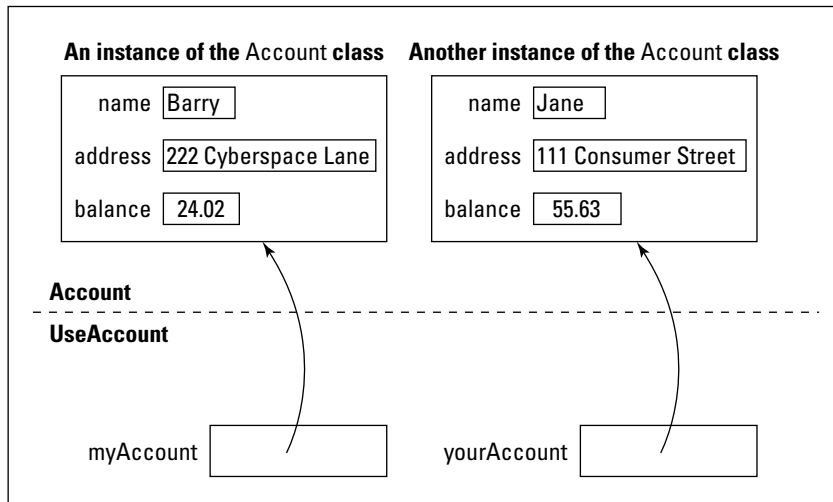 An instance of the Account class
Another instance of the Account class
name Barry
address 222 Cyberspace Lane
balance 24.02
name Jane
address 111 Consumer Street
balance 55.63
Account
UseAccount
myAccount
yourAccount